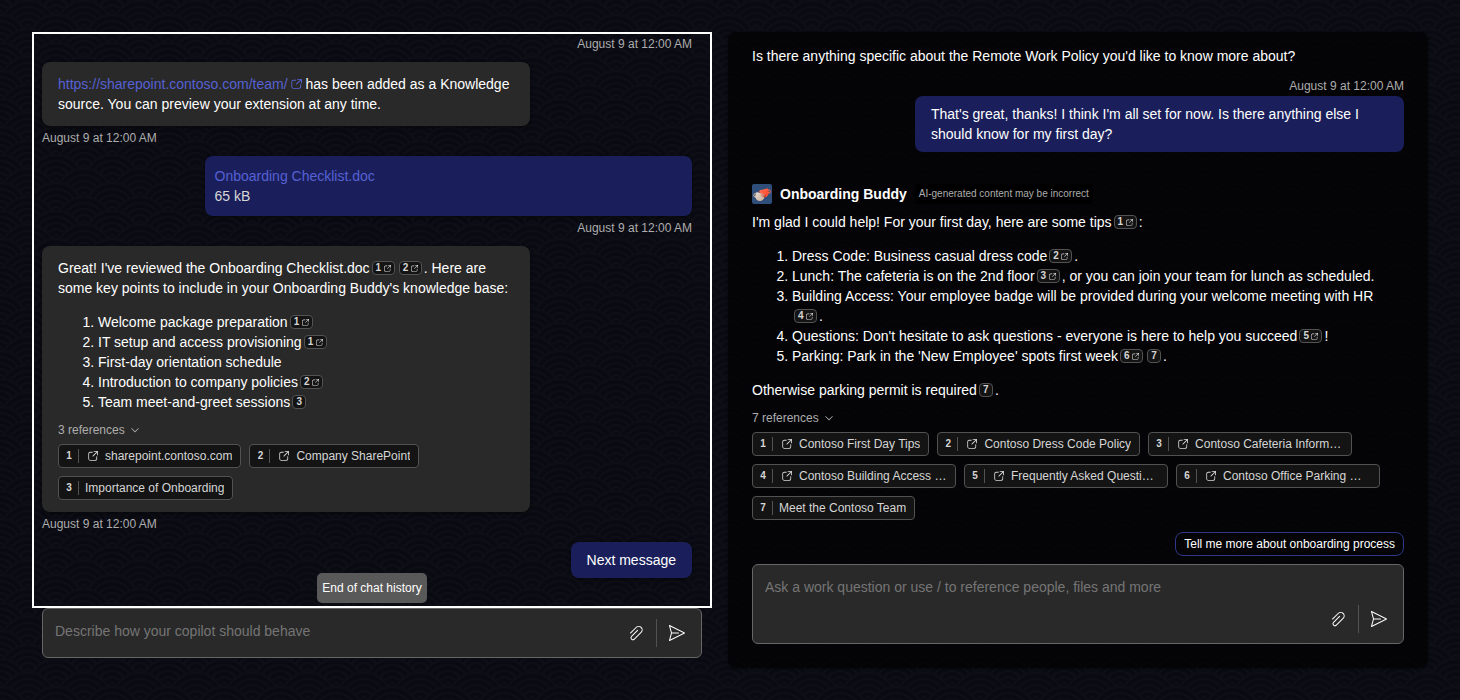 August 9 at 12:00 AM
https://sharepoint.contoso.com/team/ has been added as a Knowledge
source. You can preview your extension at any time.
August 9 at 12:00 AM
Onboarding Checklist.doc
65 kB
August 9 at 12:00 AM
Great! I've reviewed the Onboarding Checklist.doc 1 2 . Here are
some key points to include in your Onboarding Buddy's knowledge base:
1. Welcome package preparation 1
2. IT setup and access provisioning 1
3. First-day orientation schedule
4. Introduction to company policies 2
5. Team meet-and-greet sessions 3
3 references
1 sharepoint.contoso.com 2 Company SharePoint
3 Importance of Onboarding
August 9 at 12:00 AM
Next message
End of chat history
Describe how your copilot should behave
Is there anything specific about the Remote Work Policy you'd like to know more about?
August 9 at 12:00 AM
That's great, thanks! I think I'm all set for now. Is there anything else I
should know for my first day?
Onboarding Buddy AI-generated content may be incorrect
I'm glad I could help! For your first day, here are some tips 1 :
1. Dress Code: Business casual dress code 2 .
2. Lunch: The cafeteria is on the 2nd floor 3 , or you can join your team for lunch as scheduled.
3. Building Access: Your employee badge will be provided during your welcome meeting with HR
4 .
4. Questions: Don't hesitate to ask questions - everyone is here to help you succeed 5 !
5. Parking: Park in the 'New Employee' spots first week 6 7 .
Otherwise parking permit is required 7 .
7 references
1 Contoso First Day Tips 2 Contoso Dress Code Policy 3 Contoso Cafeteria Inform…
4 Contoso Building Access … 5 Frequently Asked Questi… 6 Contoso Office Parking …
7 Meet the Contoso Team
Tell me more about onboarding process
Ask a work question or use / to reference people, files and more